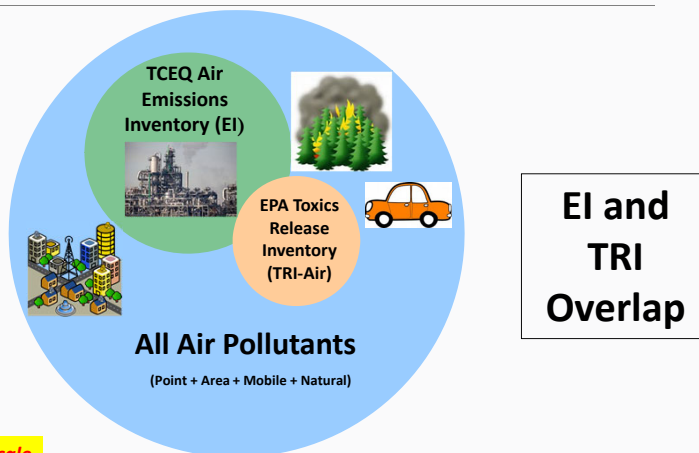 TCEQ Air
Emissions
Inventory (EI)
EPA Toxics
Release
Inventory
(TRI-Air)
All Air Pollutants
(Point + Area + Mobile + Natural)
EI and
TRI
Overlap